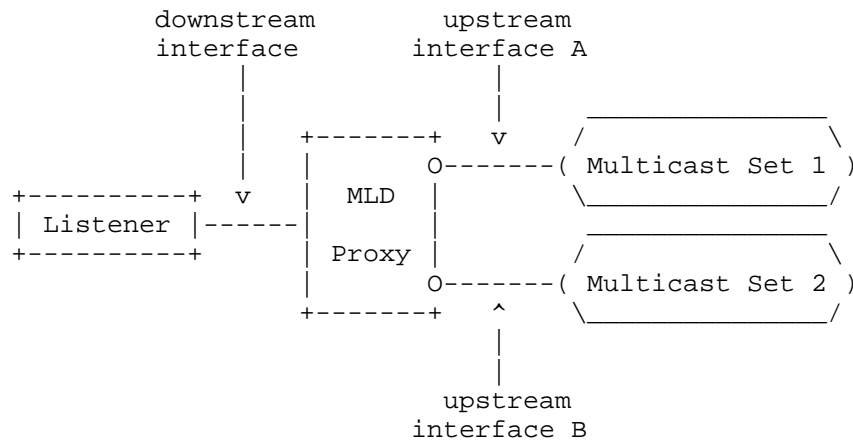 downstream upstream
interface interface A
Multicast Set 1
MLD
Listener
Proxy
Multicast Set 2
upstream
interface B